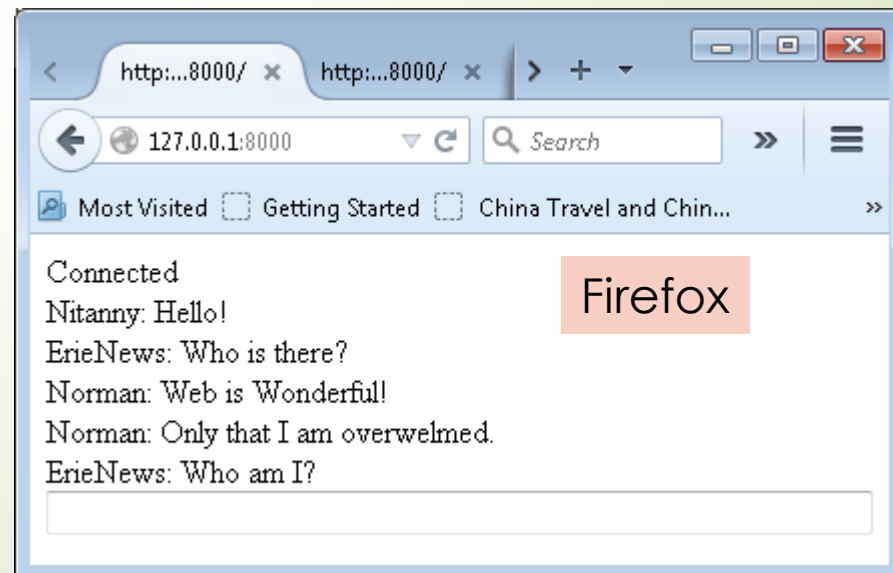 http:...8000/ http:...8000/
127.0.0.1:8000 Search
Most Visited Getting Started China Travel and Chin...
Connected
Firefox
Nitanny: Hello!
ErieNews: Who is there?
Norman: Web is Wonderful!
Norman: Only that I am overwelmed.
ErieNews: Who am I?